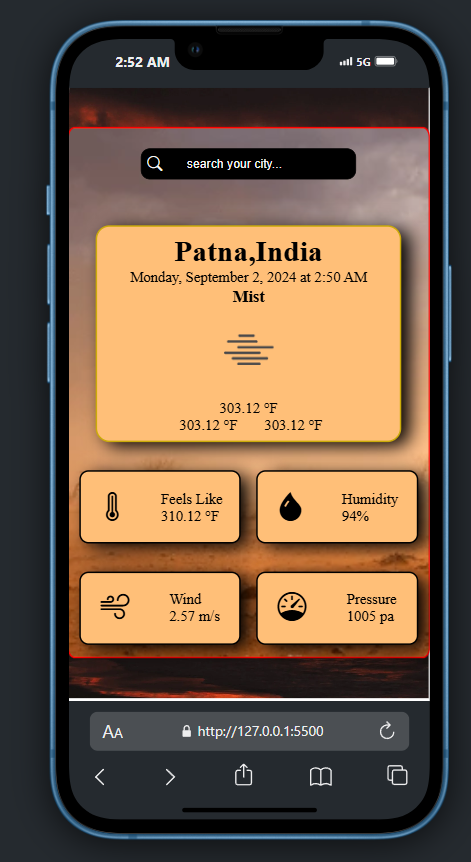 2:52 AM
5G
search your city...
Patna,India
Monday, September 2, 2024 at 2:50 AM
Mist
303.12 °F
303.12 °F 303.12 °F
Feels Like
310.12 °F
Humidity
94%
Wind
2.57 m/s
Pressure
1005 pa
AA http://127.0.0.1:5500